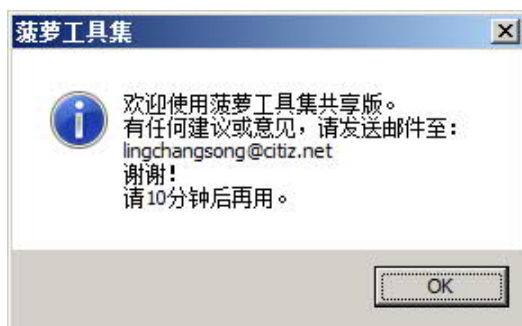 菠萝工具集
欢迎使用菠萝工具集共享版。
有任何建议或意见，请发送邮件至：
lingchangsong@citiz.net
谢谢！
请10分钟后再用。
OK